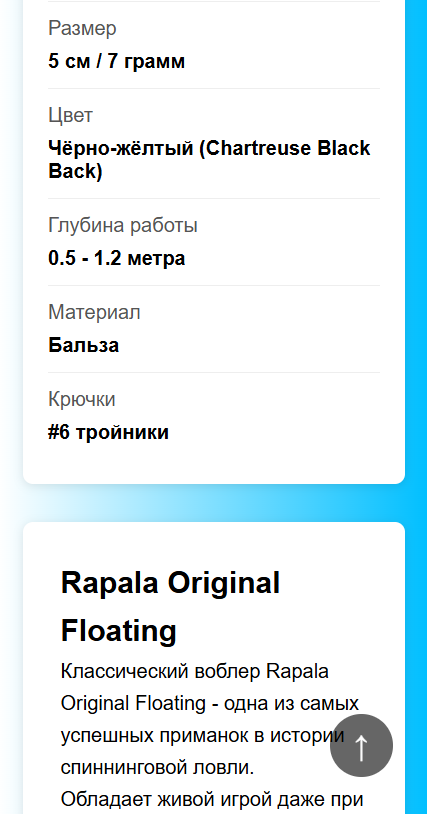 Размер
5 см / 7 грамм
Цвет
Чёрно-жёлтый (Chartreuse Black
Back)
Глубина работы
0.5 - 1.2 метра
Материал
Бальза
Крючки
#6 тройники
Rapala Original
Floating
Классический воблер Rapala
Original Floating - одна из самых
успешных приманок в истории
спиннинговой ловли.
Обладает живой игрой даже при